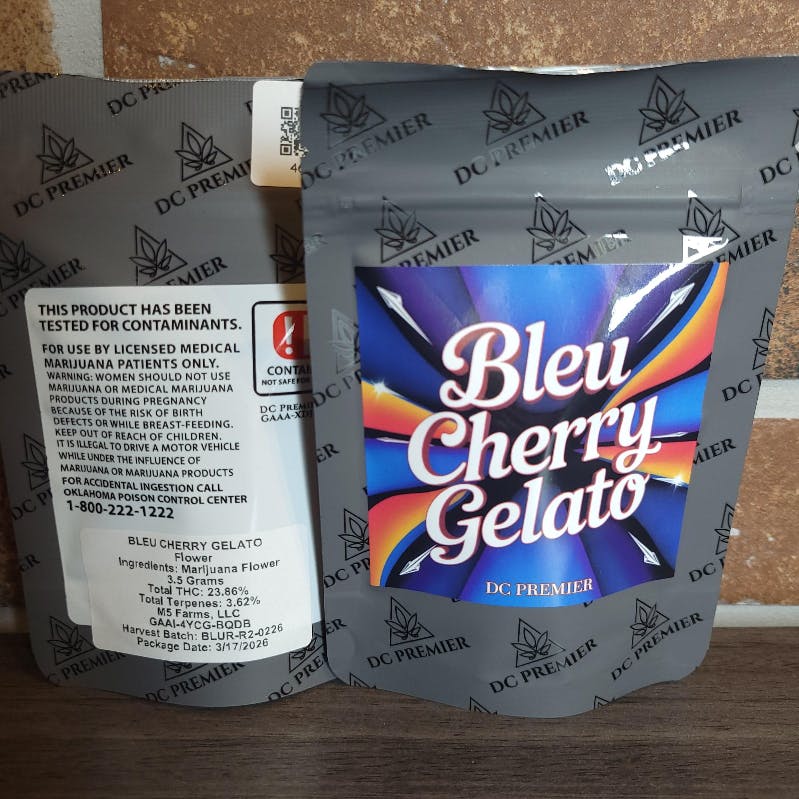 DC PREMIER
THIS PRODUCT HAS BEEN
TESTED FOR CONTAMINANTS.
FOR USE BY LICENSED MEDICAL
MARIJUANA PATIENTS ONLY.
WARNING: WOMEN SHOULD NOT USE
MARIJUANA OR MEDICAL MARIJUANA
PRODUCTS DURING PREGNANCY
BECAUSE OF THE RISK OF BIRTH
DEFECTS OR WHILE BREAST-FEEDING.
KEEP OUT OF REACH OF CHILDREN.
IT IS ILLEGAL TO DRIVE A MOTOR VEHICLE
WHILE UNDER THE INFLUENCE OF
MARIJUANA OR MARIJUANA PRODUCTS
FOR ACCIDENTAL INGESTION CALL
OKLAHOMA POISON CONTROL CENTER
1-800-222-1222
NOT SAFE
DC
BLEU CHERRY GELATO
Flower
Ingredients: Marijuana Flower
3.5 Grams
Total THC: 23.86%
Total Terpenes: 3.62%
M5 Farms, LLC
GAAI-4YCG-BQDB
Harvest Batch: BLUR-R2-0226
Package Date: 3/17/2026
Bleu
Cherry
Gelato
DC PREMIER